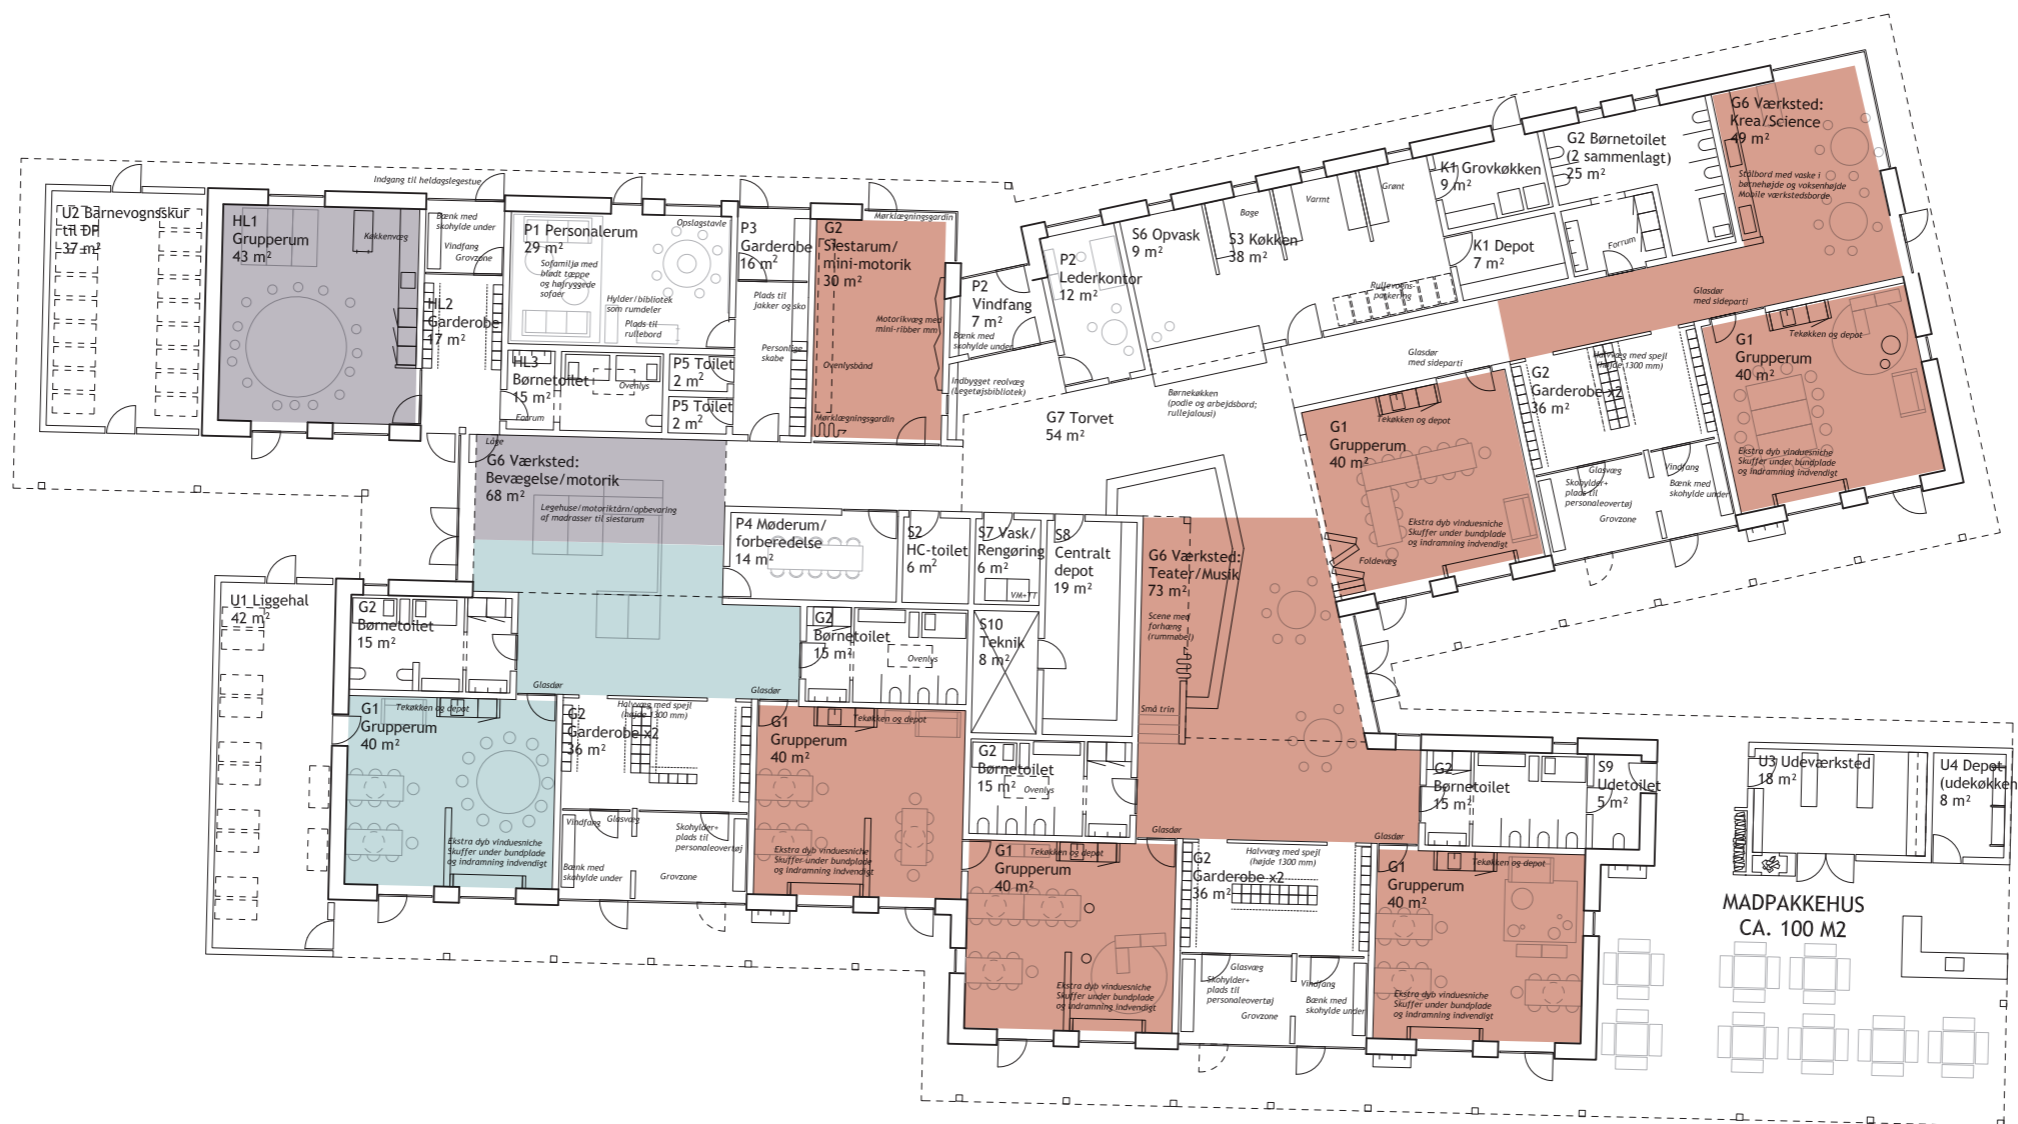 U2 Barnevognsskur
til DP
37 m²
Indgang til heldagslegestue
HL1
Grupperum
43 m²
Køkkenvæg
Bænk med
skohylde under
Vindfang
Grovzone
HL2
Garderobe
17 m²
P1 Personalerum
29 m²
Opslagstavle
Sofamiljø med
blødt tæppe
og højryggede
sofaer
Hylder/bibliotek
som rumdeler
Plads til
rullebord
HL3
Børnetoilet
15 m²
Forrum
Ovenlys
P5 Toilet
2 m²
P5 Toilet
2 m²
P3
Garderobe
16 m²
Plads til
jakker og sko
Personlige
skabe
Mørklægningsgardin
G2
Siestarum/
mini-motorik
30 m²
Motorikvæg med
mini-ribber mm
Ovenlysbånd
Mørklægningsgardin
P2
Vindfang
7 m²
Bænk med
skohylde under
Indbygget reolvæg
(Legetøjsbibliotek)
P2
Lederkontor
12 m²
S6 Opvask
9 m²
Bage
S3 Køkken
38 m²
Varmt
Grønt
Rullevogns-
parkering
K1 Grovkøkken
9 m²
K1 Depot
7 m²
G2 Børnetoilet
(2 sammenlagt)
25 m²
Forrum
G6 Værksted:
Krea/Science
49 m²
Stålbord med vaske i
børnehøjde og voksenhøjde
Mobile værkstedsborde
Glasdør
med sideparti
G1
Grupperum
40 m²
Tekøkken og depot
Ekstra dyb vinduesniche
Skuffer under bundplade
og indramning indvendigt
Glasdør
med sideparti
Halvvæg med spejl
(højde 1300 mm)
G2
Garderobe x2
36 m²
Glasvæg
Vindfang
Skohylder+
plads til
personaleovertøj
Bænk med
skohylde under
Grovzone
Børnekøkken
(podie og arbejdsbord;
rullejalousi)
G7 Torvet
54 m²
G1
Grupperum
40 m²
Tekøkken og depot
Ekstra dyb vinduesniche
Skuffer under bundplade
og indramning indvendigt
Foldevæg
Låge
G6 Værksted:
Bevægelse/motorik
68 m²
Legehuse/motoriktårn/opbevaring
af madrasser til siestarum
P4 Møderum/
forberedelse
14 m²
S2
HC-toilet
6 m²
S7 Vask/
Rengøring
6 m²
VM+TT
S8
Centralt
depot
19 m²
G6 Værksted:
Teater/Musik
73 m²
Scene med
forhæng
(rummøbel)
Små trin
U1 Liggehal
42 m²
G2
Børnetoilet
15 m²
G2
Børnetoilet
15 m²
Ovenlys
S10
Teknik
8 m²
Glasdør
Glasdør
G1
Grupperum
40 m²
Tekøkken og depot
Ekstra dyb vinduesniche
Skuffer under bundplade
og indramning indvendigt
Halvvæg med spejl
(højde 1300 mm)
G2
Garderobe x2
36 m²
Vindfang
Glasvæg
Skohylder+
plads til
personaleovertøj
Bænk med
skohylde under
Grovzone
G1
Grupperum
40 m²
Tekøkken og depot
Ekstra dyb vinduesniche
Skuffer under bundplade
og indramning indvendigt
G2
Børnetoilet
15 m²
Ovenlys
Glasdør
Glasdør
G1
Grupperum
40 m²
Tekøkken og depot
Ekstra dyb vinduesniche
Skuffer under bundplade
og indramning indvendigt
Halvvæg med spejl
(højde 1300 mm)
G2
Garderobe x2
36 m²
Glasvæg
Skohylder+
plads til
personaleovertøj
Vindfang
Bænk med
skohylde under
Grovzone
G2
Børnetoilet
15 m²
S9
Udetoilet
5 m²
G1
Grupperum
40 m²
Tekøkken og depot
Ekstra dyb vinduesniche
Skuffer under bundplade
og indramning indvendigt
U3 Udeværksted
18 m²
U4 Depot
(udekøkken
8 m²
MADPAKKEHUS
CA. 100 M2